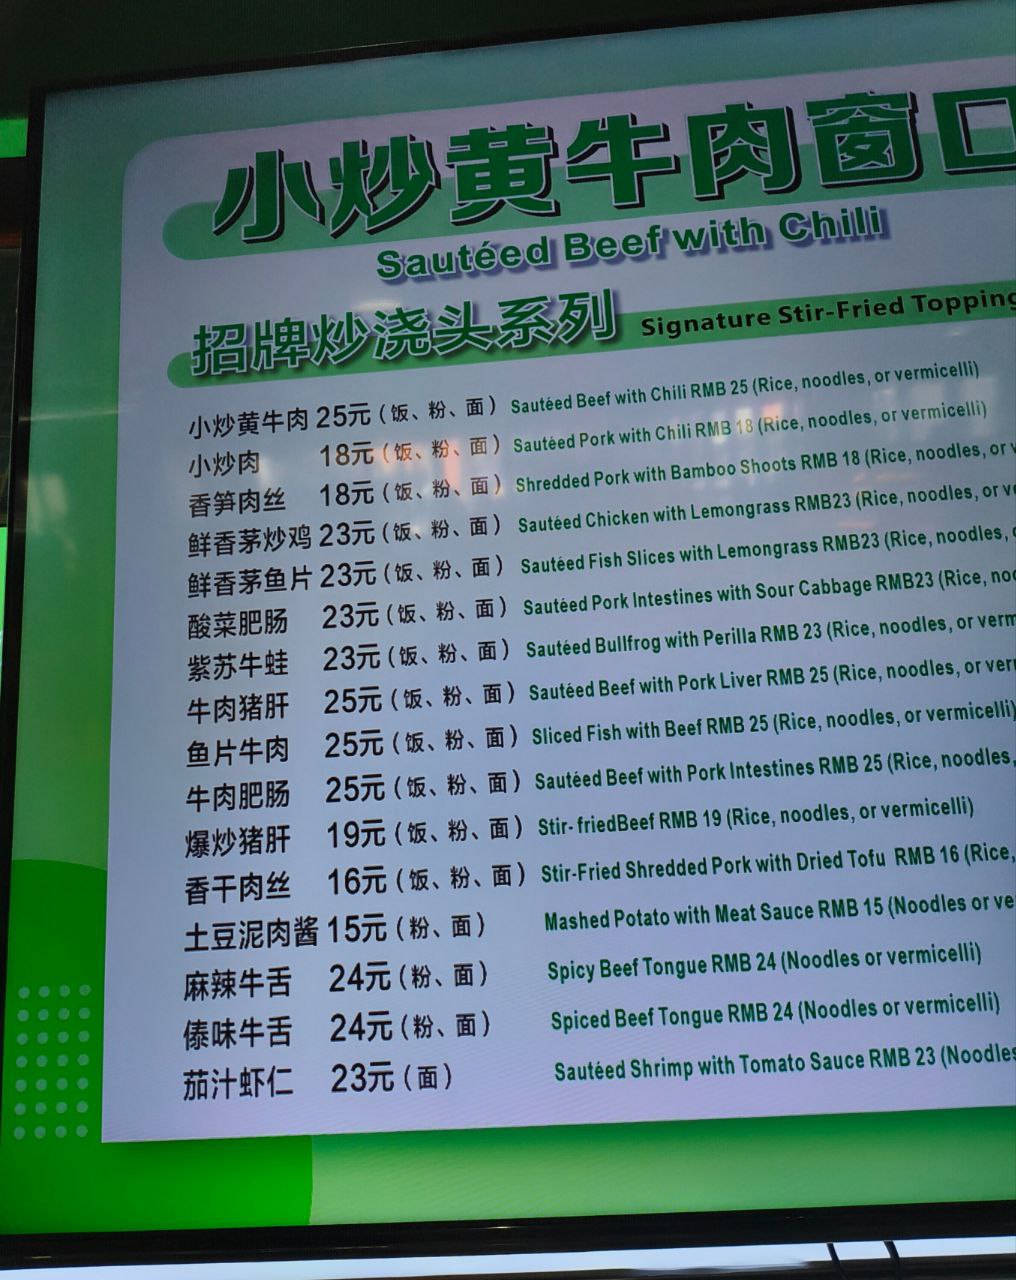 小炒黄牛肉窗口
Sautéed Beef with Chili
招牌炒浇头系列 Signature Stir-Fried Topping
小炒黄牛肉 25元 (饭、粉、面) Sautéed Beef with Chili RMB 25 (Rice, noodles, or vermicelli)
小炒肉 18元 (饭、粉、面) Sautéed Pork with Chili RMB 18 (Rice, noodles, or vermicelli)
香笋肉丝 18元 (饭、粉、面) Shredded Pork with Bamboo Shoots RMB 18 (Rice, noodles, or
鲜香茅炒鸡 23元 (饭、粉、面) Sautéed Chicken with Lemongrass RMB23 (Rice, noodles, or
鲜香茅鱼片 23元 (饭、粉、面) Sautéed Fish Slices with Lemongrass RMB23 (Rice, noodles,
酸菜肥肠 23元 (饭、粉、面) Sautéed Pork Intestines with Sour Cabbage RMB23 (Rice,
紫苏牛蛙 23元 (饭、粉、面) Sautéed Bullfrog with Perilla RMB 23 (Rice, noodles, or
牛肉猪肝 25元 (饭、粉、面) Sautéed Beef with Pork Liver RMB 25 (Rice, noodles, or
鱼片牛肉 25元 (饭、粉、面) Sliced Fish with Beef RMB 25 (Rice, noodles, or vermicelli)
牛肉肥肠 25元 (饭、粉、面) Sautéed Beef with Pork Intestines RMB 25 (Rice, noodles,
爆炒猪肝 19元 (饭、粉、面) Stir- friedBeef RMB 19 (Rice, noodles, or vermicelli)
香干肉丝 16元 (饭、粉、面) Stir-Fried Shredded Pork with Dried Tofu RMB 16 (Rice,
土豆泥肉酱 15元 (粉、面) Mashed Potato with Meat Sauce RMB 15 (Noodles or
麻辣牛舌 24元 (粉、面) Spicy Beef Tongue RMB 24 (Noodles or vermicelli)
傣味牛舌 24元 (粉、面) Spiced Beef Tongue RMB 24 (Noodles or vermicelli)
茄汁虾仁 23元 (面) Sautéed Shrimp with Tomato Sauce RMB 23 (Noodles